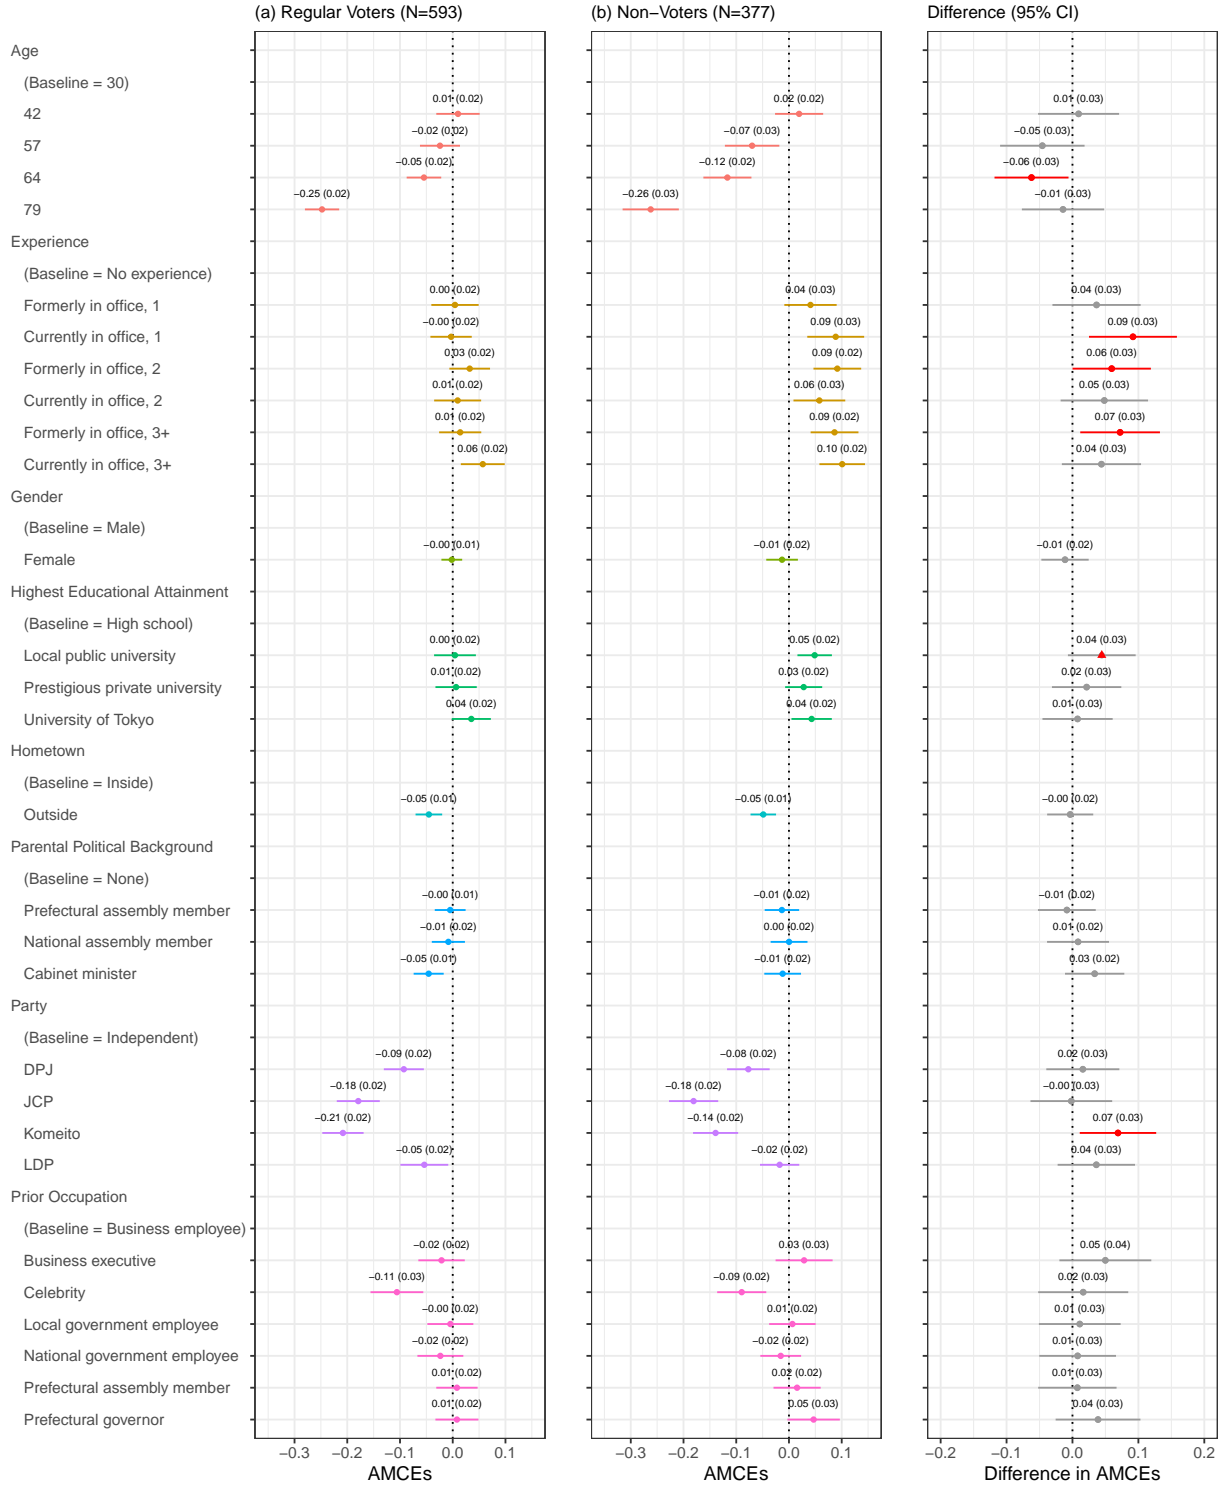 (a) Regular Voters (N=593) (b) Non−Voters (N=377) Difference (95% CI)
Age
(Baseline = 30)
42 0.01 (0.02) 0.02 (0.02) 0.01 (0.03)
57 −0.02 (0.02) −0.07 (0.03) −0.05 (0.03)
64 −0.05 (0.02) −0.12 (0.02) −0.06 (0.03)
79 −0.25 (0.02) −0.26 (0.03) −0.01 (0.03)
Experience
(Baseline = No experience)
Formerly in office, 1 0.00 (0.02) 0.04 (0.03) 0.04 (0.03)
Currently in office, 1 −0.00 (0.02) 0.09 (0.03) 0.09 (0.03)
Formerly in office, 2 0.03 (0.02) 0.09 (0.02) 0.06 (0.03)
Currently in office, 2 0.01 (0.02) 0.06 (0.03) 0.05 (0.03)
Formerly in office, 3+ 0.01 (0.02) 0.09 (0.02) 0.07 (0.03)
Currently in office, 3+ 0.06 (0.02) 0.10 (0.02) 0.04 (0.03)
Gender
(Baseline = Male)
Female −0.00 (0.01) −0.01 (0.02) −0.01 (0.02)
Highest Educational Attainment
(Baseline = High school)
Local public university 0.00 (0.02) 0.05 (0.02) 0.04 (0.03)
Prestigious private university 0.01 (0.02) 0.03 (0.02) 0.02 (0.03)
University of Tokyo 0.04 (0.02) 0.04 (0.02) 0.01 (0.03)
Hometown
(Baseline = Inside)
Outside −0.05 (0.01) −0.05 (0.01) −0.00 (0.02)
Parental Political Background
(Baseline = None)
Prefectural assembly member −0.00 (0.01) −0.01 (0.02) −0.01 (0.02)
National assembly member −0.01 (0.02) 0.00 (0.02) 0.01 (0.02)
Cabinet minister −0.05 (0.01) −0.01 (0.02) 0.03 (0.02)
Party
(Baseline = Independent)
DPJ −0.09 (0.02) −0.08 (0.02) 0.02 (0.03)
JCP −0.18 (0.02) −0.18 (0.02) −0.00 (0.03)
Komeito −0.21 (0.02) −0.14 (0.02) 0.07 (0.03)
LDP −0.05 (0.02) −0.02 (0.02) 0.04 (0.03)
Prior Occupation
(Baseline = Business employee)
Business executive −0.02 (0.02) 0.03 (0.03) 0.05 (0.04)
Celebrity −0.11 (0.03) −0.09 (0.02) 0.02 (0.03)
Local government employee −0.00 (0.02) 0.01 (0.02) 0.01 (0.03)
National government employee −0.02 (0.02) −0.02 (0.02) 0.01 (0.03)
Prefectural assembly member 0.01 (0.02) 0.02 (0.02) 0.01 (0.03)
Prefectural governor 0.01 (0.02) 0.05 (0.03) 0.04 (0.03)
−0.3 −0.2 −0.1 0.0 0.1 −0.3 −0.2 −0.1 0.0 0.1 −0.2 −0.1 0.0 0.1 0.2
AMCEs AMCEs Difference in AMCEs